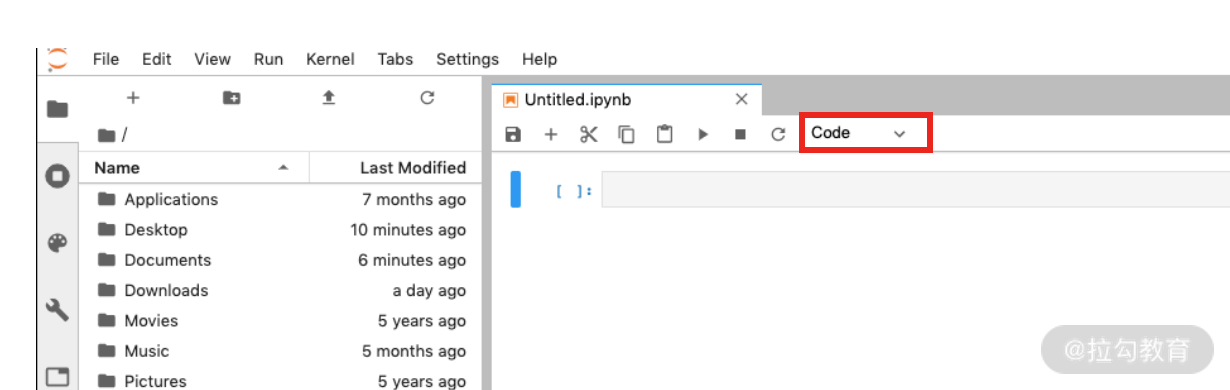 File Edit View Run Kernel Tabs Settings Help
Untitled.ipynb
/
Code
Name Last Modified
[ ]:
Applications 7 months ago
Desktop 10 minutes ago
Documents 6 minutes ago
Downloads a day ago
Movies 5 years ago
Music 5 months ago
Pictures 5 years ago
@拉勾教育